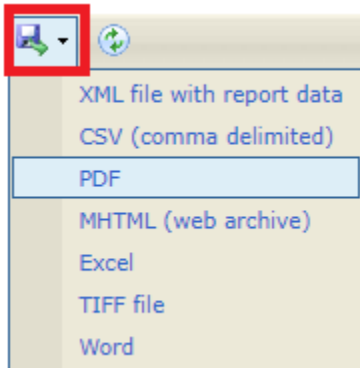 XML file with report data
CSV (comma delimited)
PDF
MHTML (web archive)
Excel
TIFF file
Word